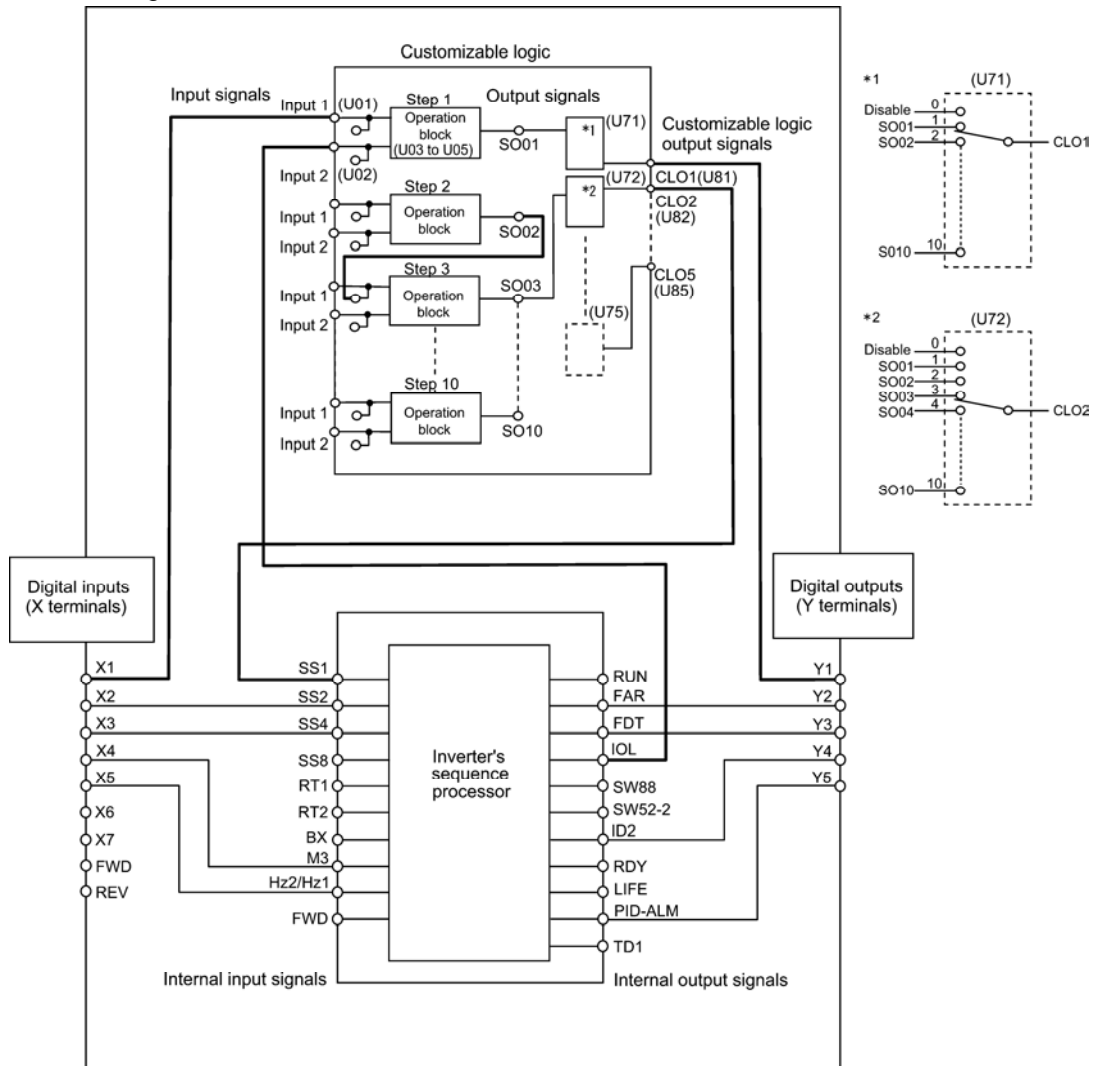 Customizable logic
Input signals
Output signals
Input 1 (U01)
Step 1
Operation
block
(U03 to U05)
SO01
*1
(U71)
Customizable logic
output signals
Input 2 (U02)
Step 2
Input 1
Operation
block
Input 2
SO02
*2
(U72)
CLO1(U81)
CLO2
(U82)
Step 3
Input 1
Operation
block
Input 2
SO03
(U75)
CLO5
(U85)
Step 10
Input 1
Operation
block
Input 2
SO10
*1
(U71)
Disable 0
SO01 1
SO02 2
S010 10
CLO1
*2
(U72)
Disable 0
SO01 1
SO02 2
SO03 3
SO04 4
SO10 10
CLO2
Digital inputs
(X terminals)
Digital outputs
(Y terminals)
X1
X2
X3
X4
X5
X6
X7
FWD
REV
SS1
SS2
SS4
SS8
RT1
RT2
BX
M3
Hz2/Hz1
FWD
Inverter's
sequence
processor
RUN
FAR
FDT
IOL
SW88
SW52-2
ID2
RDY
LIFE
PID-ALM
TD1
Y1
Y2
Y3
Y4
Y5
Internal input signals
Internal output signals